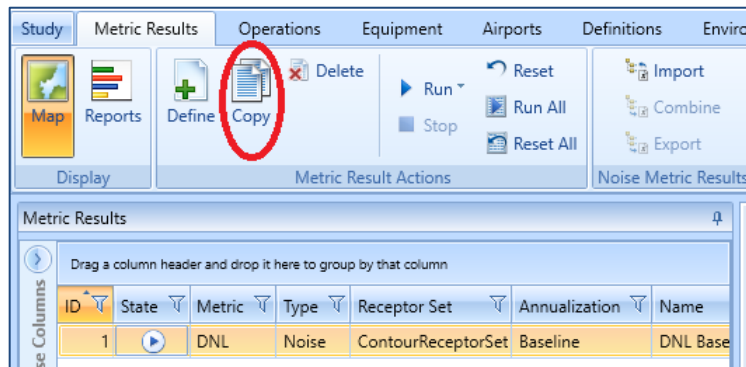 Study Metric Results Operations Equipment Airports Definitions
Map Reports Define Copy Delete Run Stop Reset Run All Reset All Import Combine Export
Display Metric Result Actions Noise Metric Results
Metric Results
Drag a column header and drop it here to group by that column
ID State Metric Type Receptor Set Annualization Name
1 DNL Noise ContourReceptorSet Baseline DNL Base
Columns